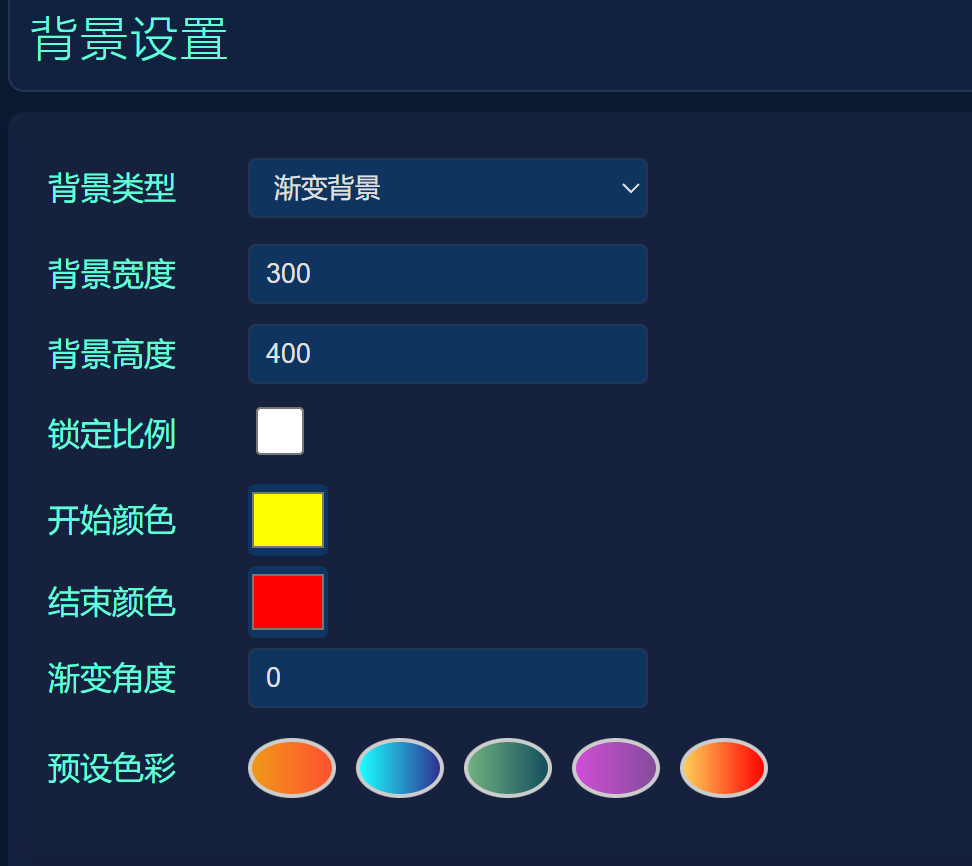 背景设置
背景类型 渐变背景
背景宽度 300
背景高度 400
锁定比例
开始颜色
结束颜色
渐变角度 0
预设色彩